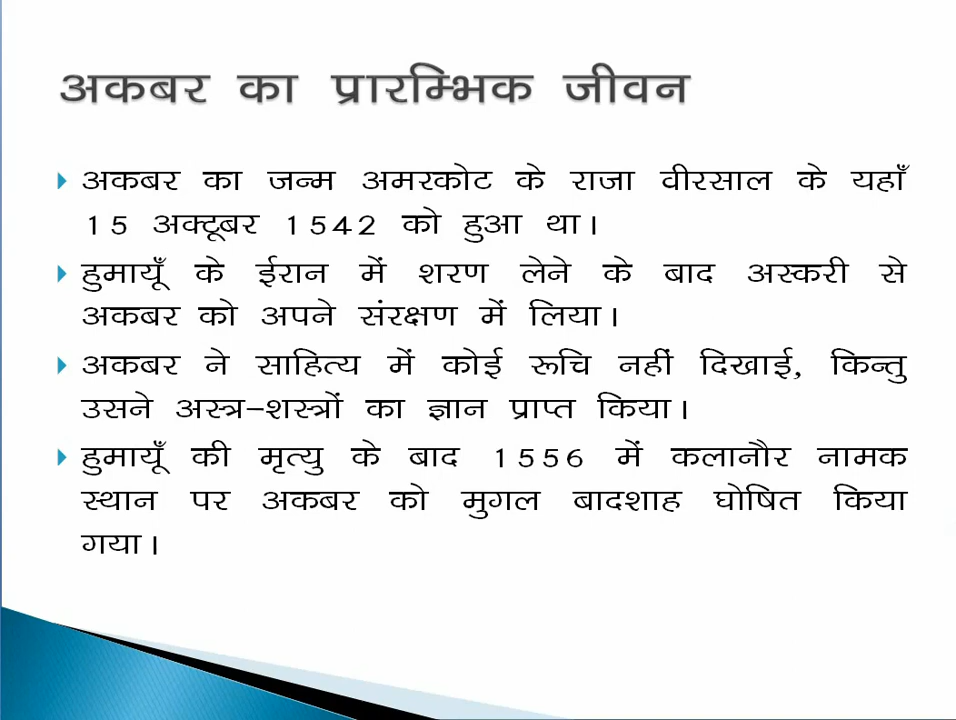 अकबर का प्रारम्भिक जीवन
अकबर का जन्म अमरकोट के राजा वीरसाल के यहाँ
15 अक्टूबर 1542 को हुआ था।
हुमायूँ के ईरान में शरण लेने के बाद अस्करी से
अकबर को अपने संरक्षण में लिया।
अकबर ने साहित्य में कोई रूचि नहीं दिखाई, किन्तु
उसने अस्त्र–शस्त्रों का ज्ञान प्राप्त किया।
हुमायूँ की मृत्यु के बाद 1556 में कलानौर नामक
स्थान पर अकबर को मुगल बादशाह घोषित किया
गया।